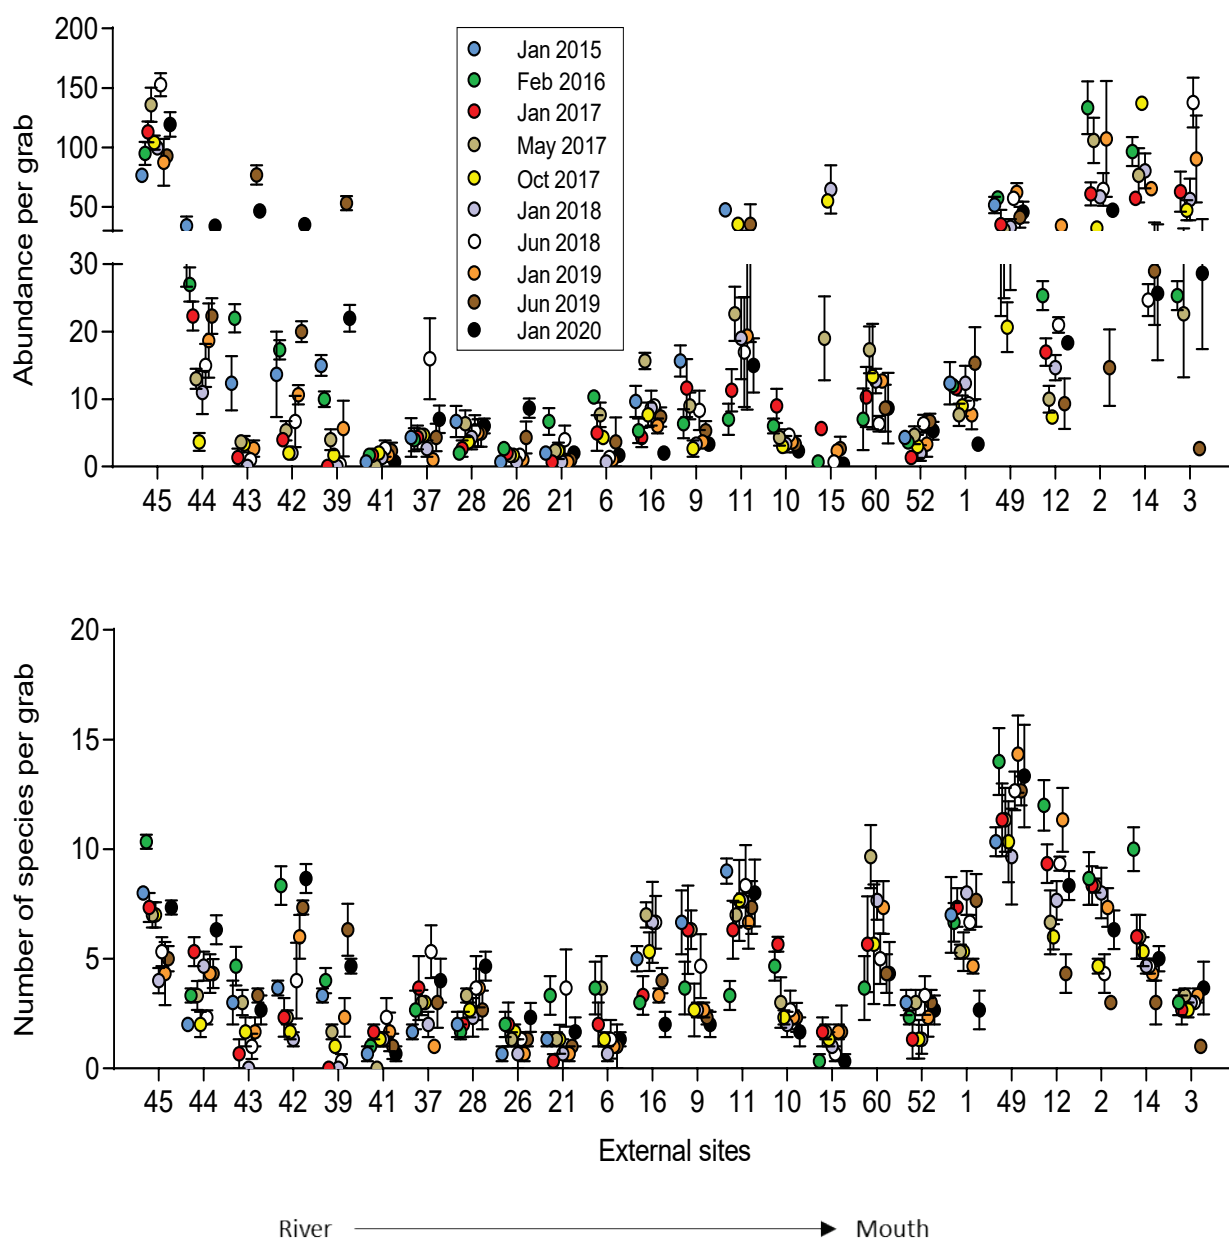 200
150
100
50
30
20
10
0
Abundance per grab
Jan 2015
Feb 2016
Jan 2017
May 2017
Oct 2017
Jan 2018
Jun 2018
Jan 2019
Jun 2019
Jan 2020
45 44 43 42 39 41 37 28 26 21 6 16 9 11 10 15 60 52 1 49 12 2 14 3
20
15
10
5
0
Number of species per grab
45 44 43 42 39 41 37 28 26 21 6 16 9 11 10 15 60 52 1 49 12 2 14 3
External sites
River Mouth